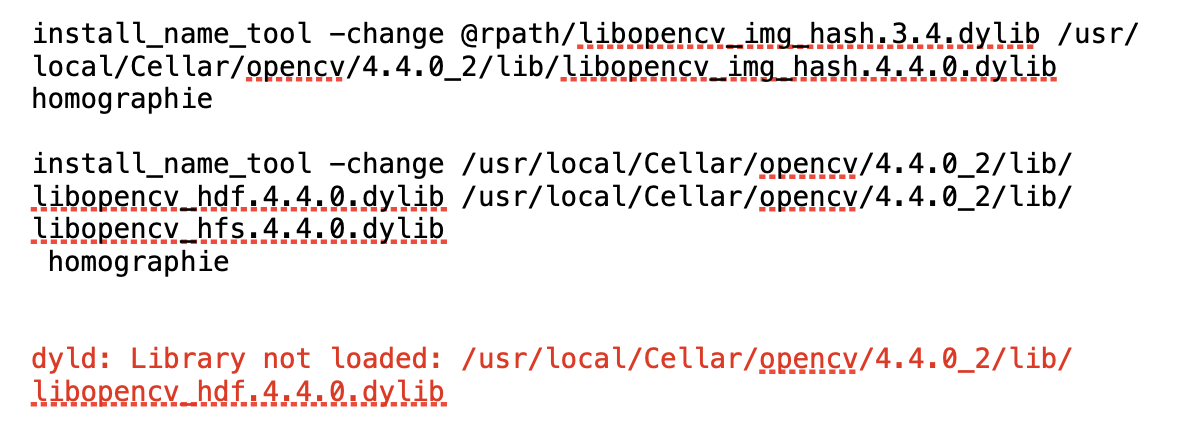 install_name_tool -change @rpath/libopencv_img_hash.3.4.dylib /usr/
local/Cellar/opencv/4.4.0_2/lib/libopencv_img_hash.4.4.0.dylib
homographie
install_name_tool -change /usr/local/Cellar/opencv/4.4.0_2/lib/
libopencv_hdf.4.4.0.dylib /usr/local/Cellar/opencv/4.4.0_2/lib/
libopencv_hfs.4.4.0.dylib
homographie
dyld: Library not loaded: /usr/local/Cellar/opencv/4.4.0_2/lib/
libopencv_hdf.4.4.0.dylib